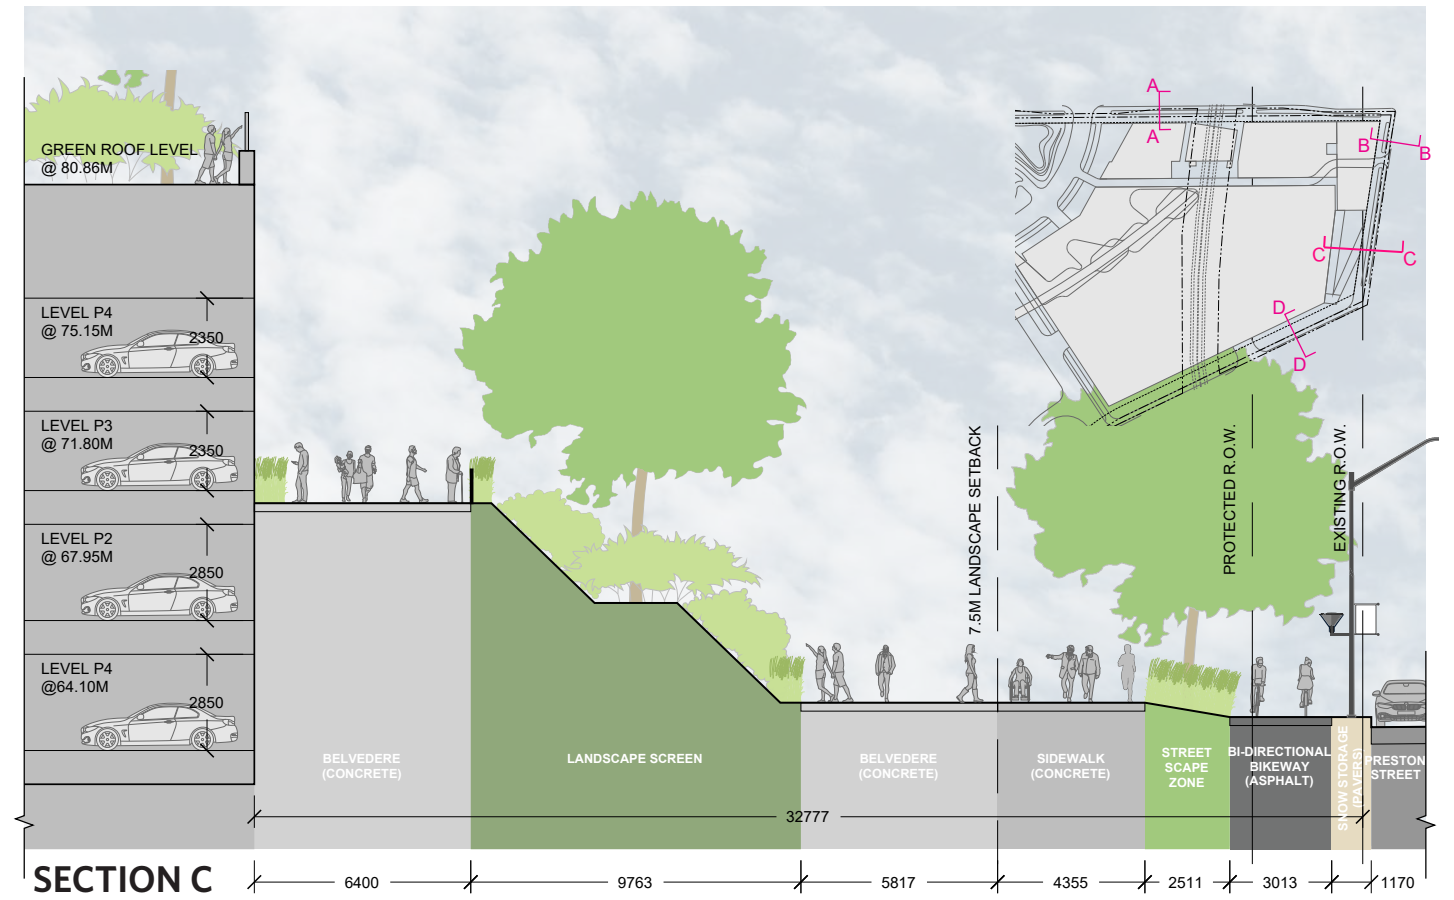 GREEN ROOF LEVEL
@ 80.86M
LEVEL P4
@ 75.15M
2350
LEVEL P3
@ 71.80M
2350
LEVEL P2
@ 67.95M
2850
LEVEL P4
@64.10M
2850
A
A
B
B
C
C
D
D
7.5M LANDSCAPE SETBACK
PROTECTED R.O.W.
EXISTING R.O.W.
BELVEDERE
(CONCRETE)
LANDSCAPE SCREEN
BELVEDERE
(CONCRETE)
SIDEWALK
(CONCRETE)
STREET
SCAPE
ZONE
BI-DIRECTIONAL
BIKEWAY
(ASPHALT)
SNOW STORAGE
(PAVERS)
PRESTON
STREET
32777
SECTION C
6400
9763
5817
4355
2511
3013
1170